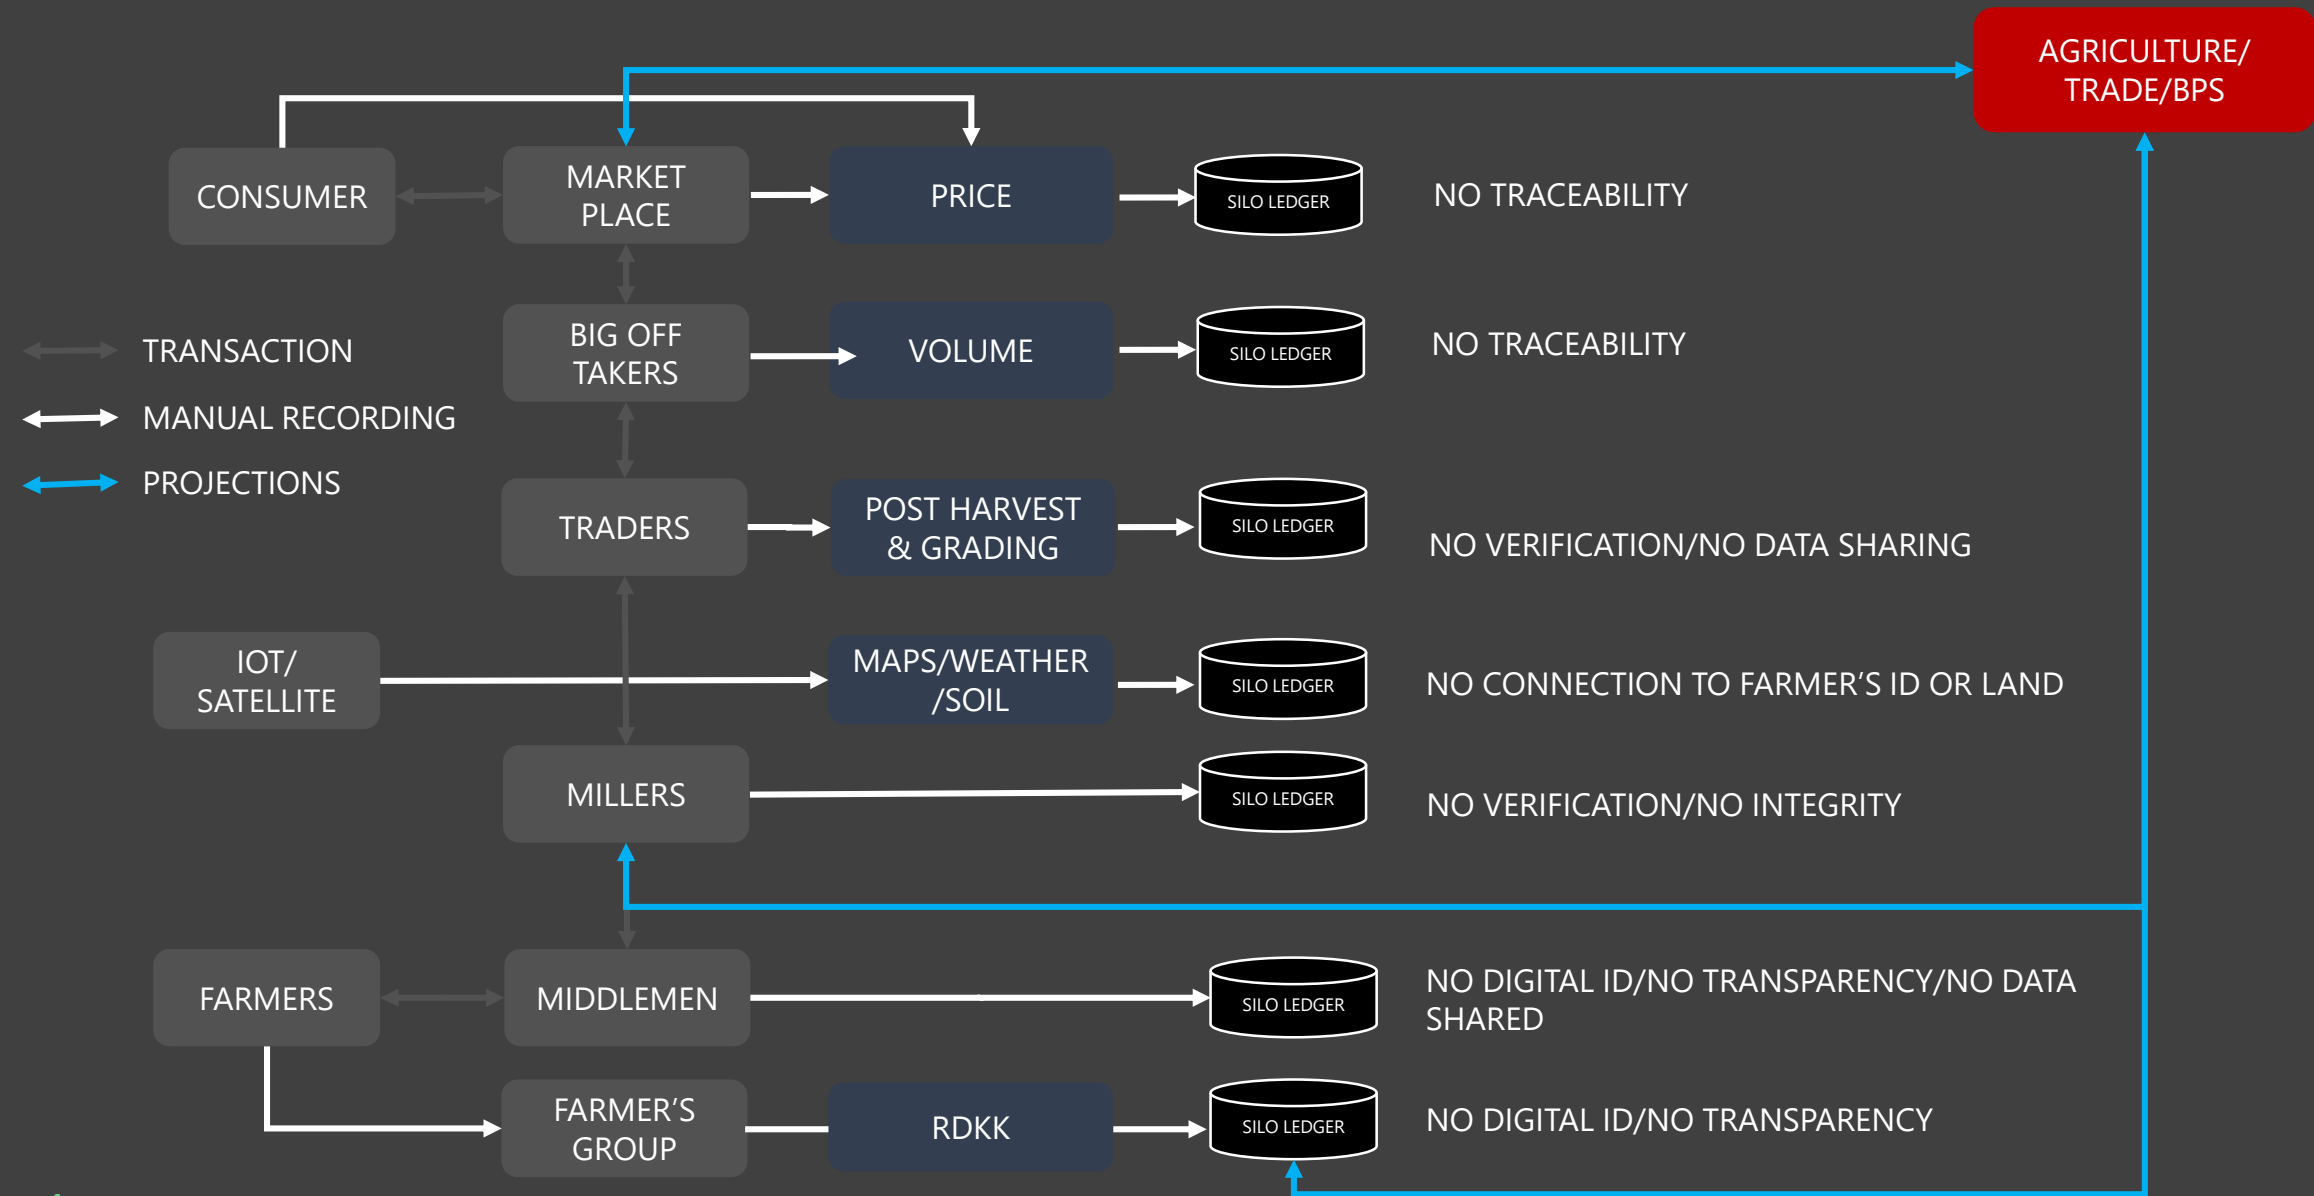 AGRICULTURE/
TRADE/BPS
CONSUMER
MARKET
PLACE
PRICE
SILO LEDGER
NO TRACEABILITY
TRANSACTION
BIG OFF
TAKERS
VOLUME
SILO LEDGER
NO TRACEABILITY
MANUAL RECORDING
PROJECTIONS
TRADERS
POST HARVEST
& GRADING
SILO LEDGER
NO VERIFICATION/NO DATA SHARING
IOT/
SATELLITE
MAPS/WEATHER
/SOIL
SILO LEDGER
NO CONNECTION TO FARMER’S ID OR LAND
MILLERS
SILO LEDGER
NO VERIFICATION/NO INTEGRITY
FARMERS
MIDDLEMEN
SILO LEDGER
NO DIGITAL ID/NO TRANSPARENCY/NO DATA
SHARED
FARMER’S
GROUP
RDKK
SILO LEDGER
NO DIGITAL ID/NO TRANSPARENCY